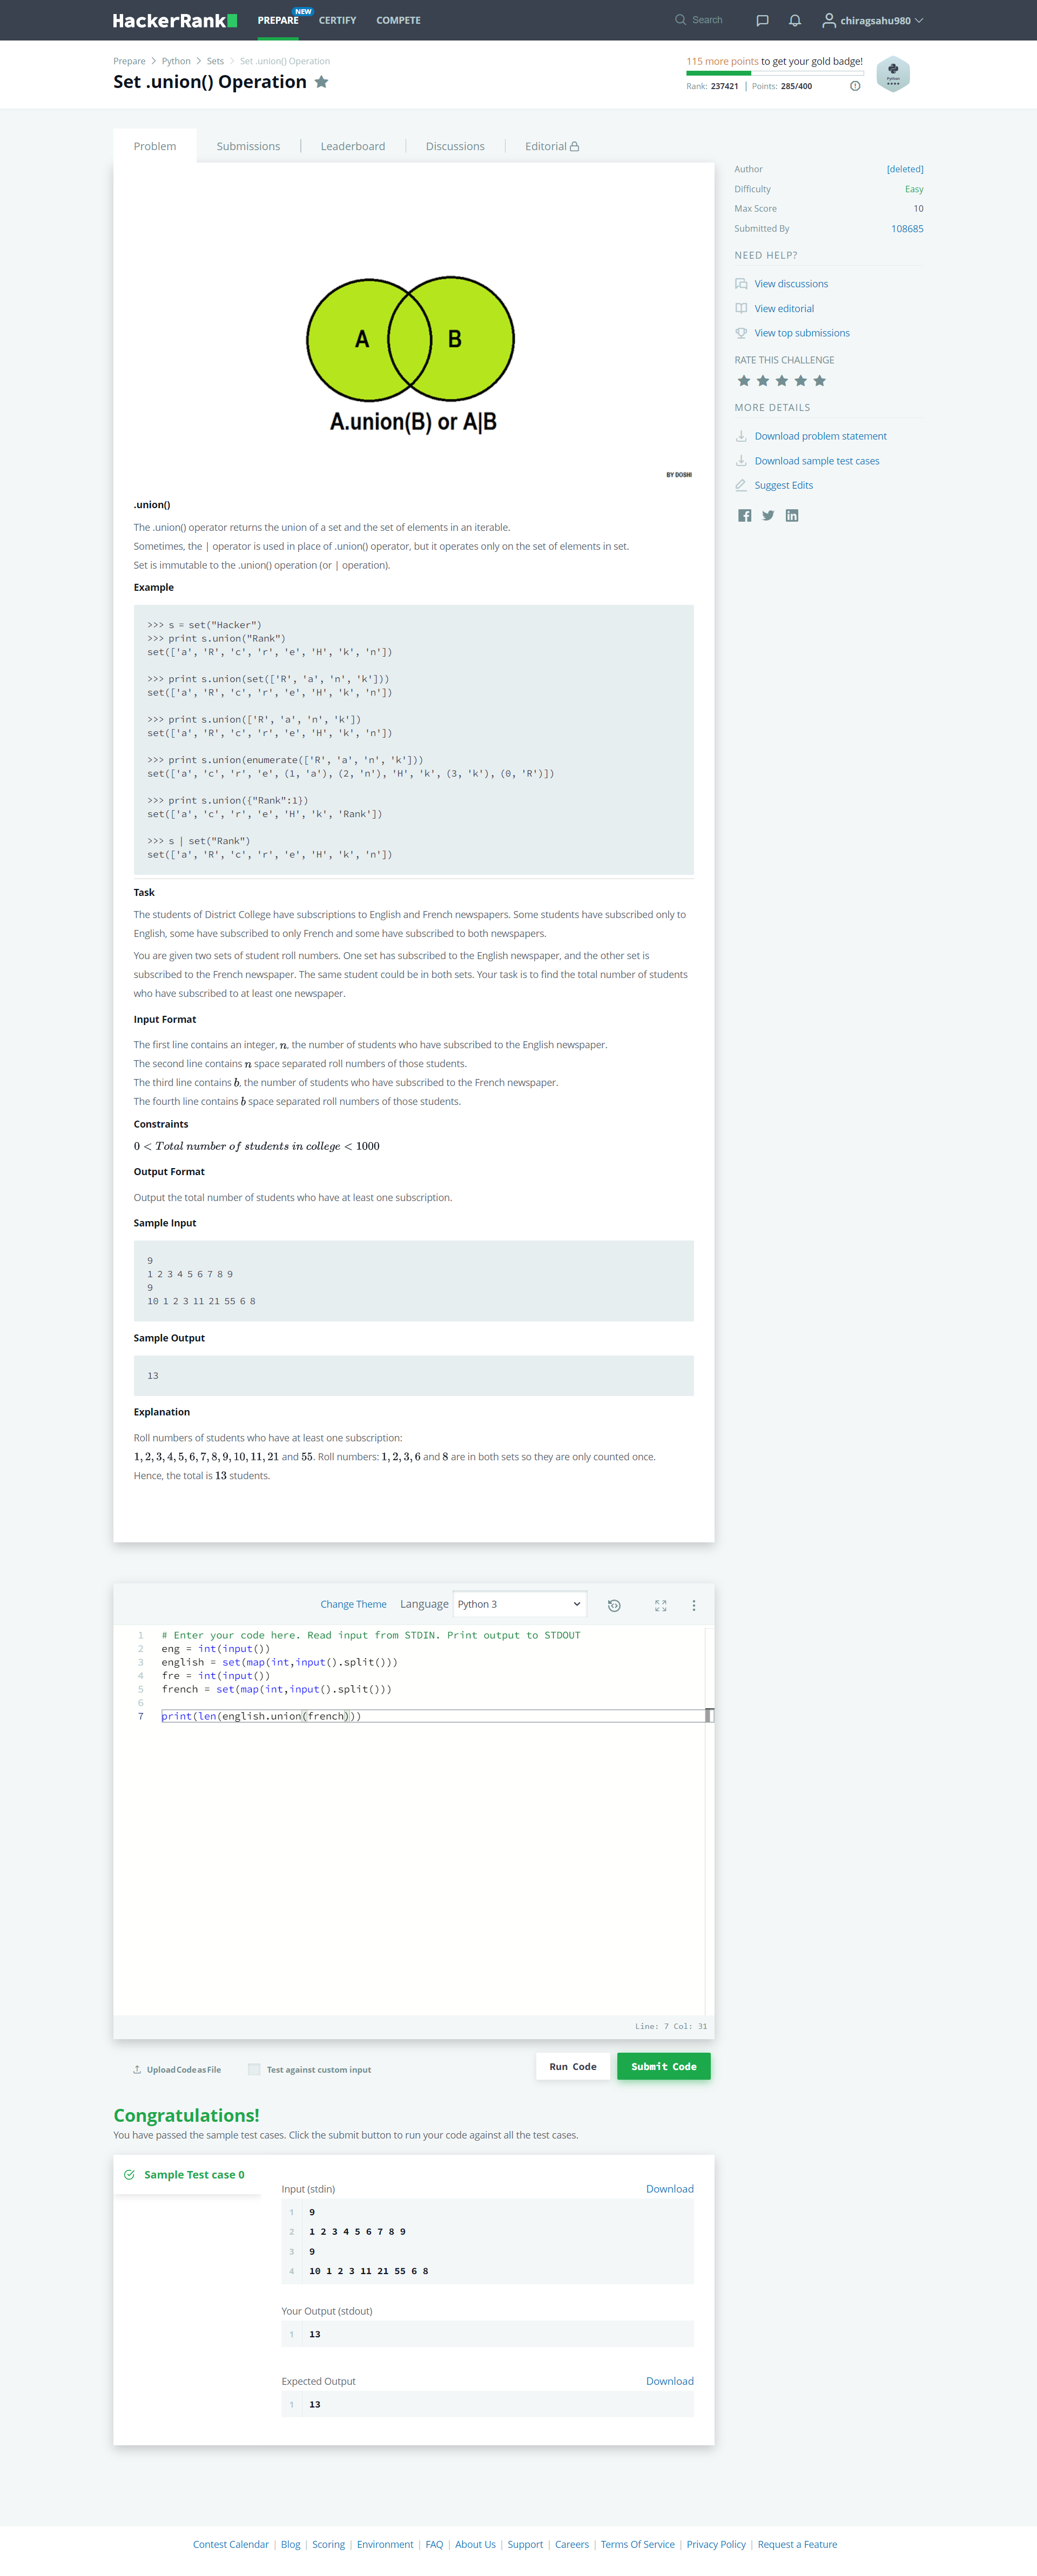 HackerRank
PREPARE NEW CERTIFY COMPETE Search chiragsahu980
Prepare > Python > Sets > Set .union() Operation
Set .union() Operation
115 more points to get your gold badge!
Rank: 237421 | Points: 285/400
Python
Problem Submissions Leaderboard Discussions Editorial
A B
A.union(B) or A|B
BY DOSHI
.union()
The .union() operator returns the union of a set and the set of elements in an iterable.
Sometimes, the | operator is used in place of .union() operator, but it operates only on the set of elements in set.
Set is immutable to the .union() operation (or | operation).
Example
>>> s = set("Hacker")
>>> print s.union("Rank")
set(['a', 'R', 'c', 'r', 'e', 'H', 'k', 'n'])
>>> print s.union(set(['R', 'a', 'n', 'k']))
set(['a', 'R', 'c', 'r', 'e', 'H', 'k', 'n'])
>>> print s.union(['R', 'a', 'n', 'k'])
set(['a', 'R', 'c', 'r', 'e', 'H', 'k', 'n'])
>>> print s.union(enumerate(['R', 'a', 'n', 'k']))
set(['a', 'c', 'r', 'e', (1, 'a'), (2, 'n'), 'H', 'k', (3, 'k'), (0, 'R')])
>>> print s.union({"Rank":1})
set(['a', 'c', 'r', 'e', 'H', 'k', 'Rank'])
>>> s | set("Rank")
set(['a', 'R', 'c', 'r', 'e', 'H', 'k', 'n'])
Task
The students of District College have subscriptions to English and French newspapers. Some students have subscribed only to
English, some have subscribed to only French and some have subscribed to both newspapers.
You are given two sets of student roll numbers. One set has subscribed to the English newspaper, and the other set is
subscribed to the French newspaper. The same student could be in both sets. Your task is to find the total number of students
who have subscribed to at least one newspaper.
Input Format
The first line contains an integer, n, the number of students who have subscribed to the English newspaper.
The second line contains n space separated roll numbers of those students.
The third line contains b, the number of students who have subscribed to the French newspaper.
The fourth line contains b space separated roll numbers of those students.
Constraints
0 < Total number of students in college < 1000
Output Format
Output the total number of students who have at least one subscription.
Sample Input
9
1 2 3 4 5 6 7 8 9
9
10 1 2 3 11 21 55 6 8
Sample Output
13
Explanation
Roll numbers of students who have at least one subscription:
1, 2, 3, 4, 5, 6, 7, 8, 9, 10, 11, 21 and 55. Roll numbers: 1, 2, 3, 6 and 8 are in both sets so they are only counted once.
Hence, the total is 13 students.
Author [deleted]
Difficulty Easy
Max Score 10
Submitted By 108685
NEED HELP?
View discussions
View editorial
View top submissions
RATE THIS CHALLENGE
MORE DETAILS
Download problem statement
Download sample test cases
Suggest Edits
Change Theme Language Python 3
1 # Enter your code here. Read input from STDIN. Print output to STDOUT
2 eng = int(input())
3 english = set(map(int,input().split()))
4 fre = int(input())
5 french = set(map(int,input().split()))
6
7 print(len(english.union(french)))
Line: 7 Col: 31
Upload Code as File Test against custom input Run Code Submit Code
Congratulations!
You have passed the sample test cases. Click the submit button to run your code against all the test cases.
Sample Test case 0
Input (stdin) Download
1 9
2 1 2 3 4 5 6 7 8 9
3 9
4 10 1 2 3 11 21 55 6 8
Your Output (stdout)
1 13
Expected Output Download
1 13
Contest Calendar | Blog | Scoring | Environment | FAQ | About Us | Support | Careers | Terms Of Service | Privacy Policy | Request a Feature